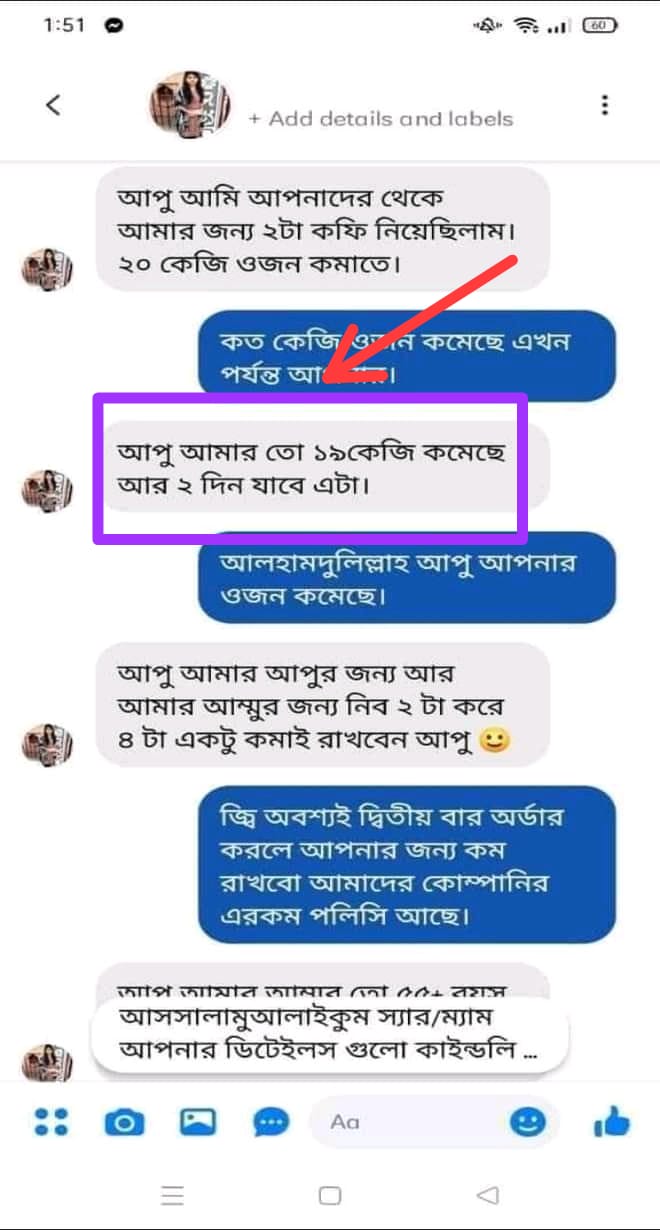 1:51
60
+ Add details and labels
আপু আমি আপনাদের থেকে
আমার জন্য ২টা কফি নিয়েছিলাম।
২০ কেজি ওজন কমাতে।
কত কেজি ওজন কমেছে এখন
পর্যন্ত
আপু আমার তো ১৯কেজি কমেছে
আর ২ দিন যাবে এটা।
আলহামদুলিল্লাহ আপু আপনার
ওজন কমেছে।
আপু আমার আপুর জন্য আর
আমার আম্মুর জন্য নিব ২ টা করে
৪ টা একটু কমাই রাখবেন আপু 🙂
জ্বি অবশ্যই দ্বিতীয় বার অর্ডার
করলে আপনার জন্য কম
রাখবো আমাদের কোম্পানির
এরকম পলিসি আছে।
আপু আমার আম্মুর তো ৫৫+ বয়স
আসসালামুআলাইকুম স্যার/ম্যাম
আপনার ডিটেইলস গুলো কাইন্ডলি ...
Aa